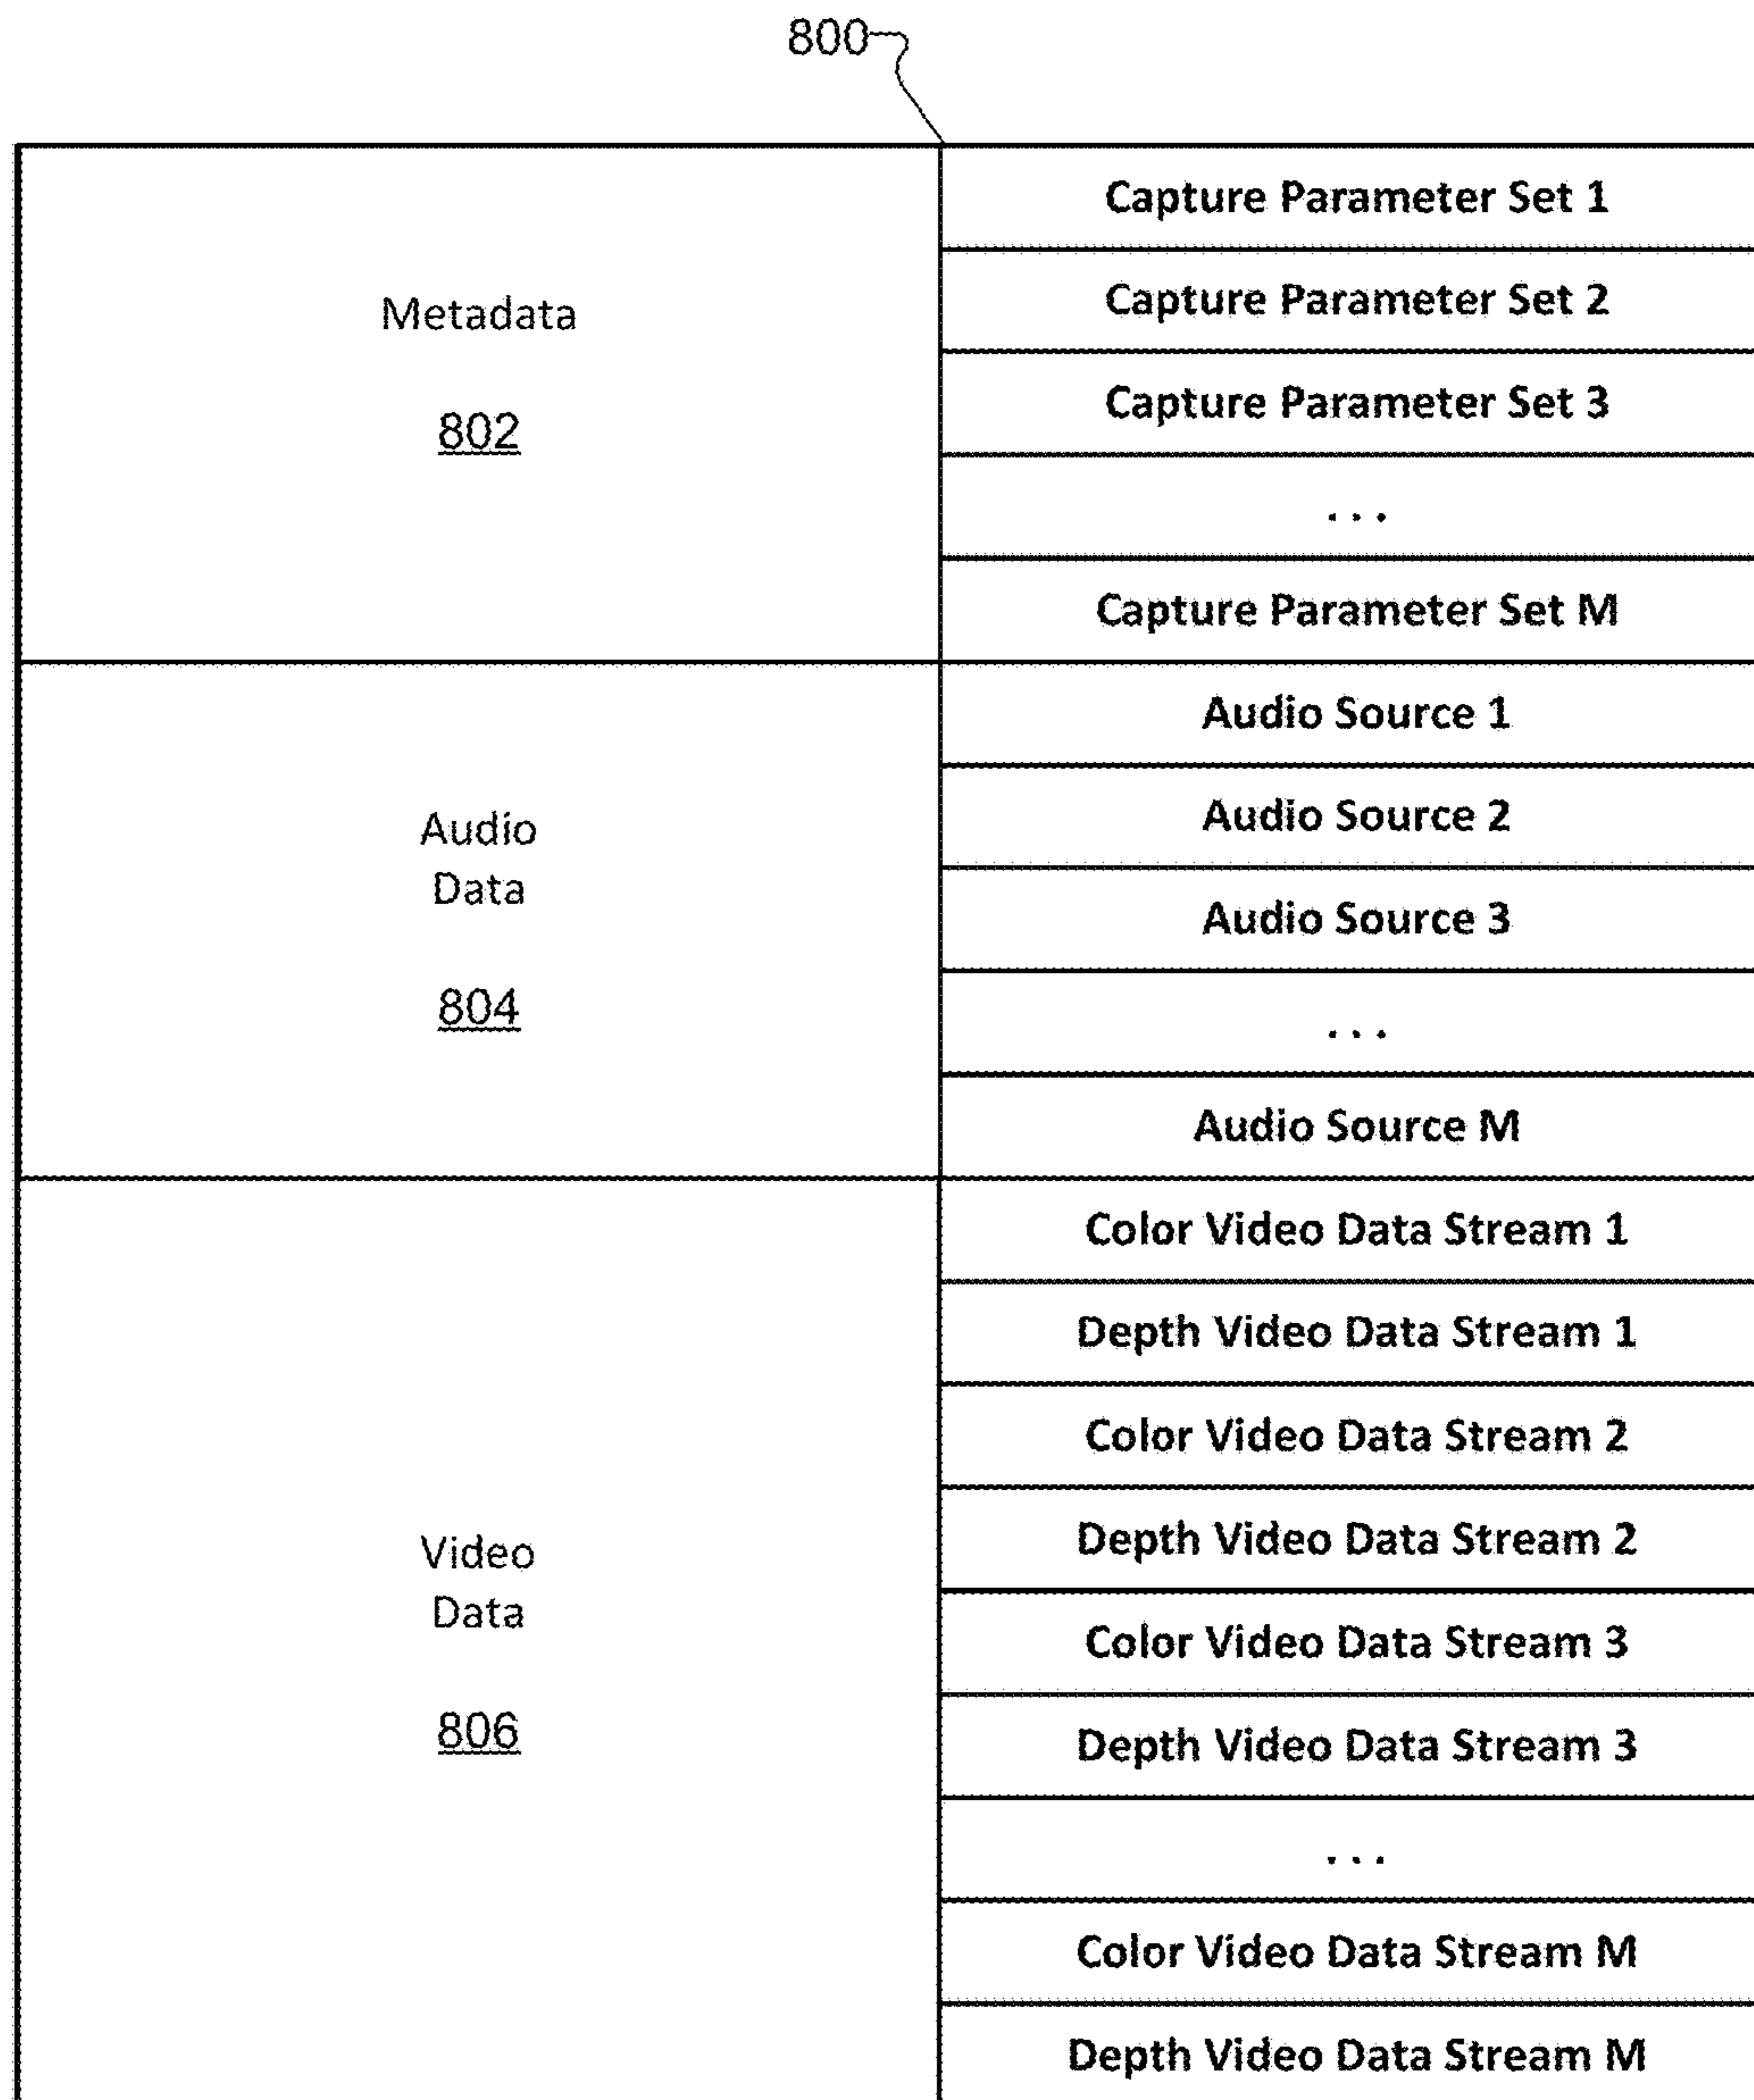 800
Metadata
802
Capture Parameter Set 1
Capture Parameter Set 2
Capture Parameter Set 3
...
Capture Parameter Set M
Audio
Data
804
Audio Source 1
Audio Source 2
Audio Source 3
...
Audio Source M
Video
Data
806
Color Video Data Stream 1
Depth Video Data Stream 1
Color Video Data Stream 2
Depth Video Data Stream 2
Color Video Data Stream 3
Depth Video Data Stream 3
...
Color Video Data Stream M
Depth Video Data Stream M